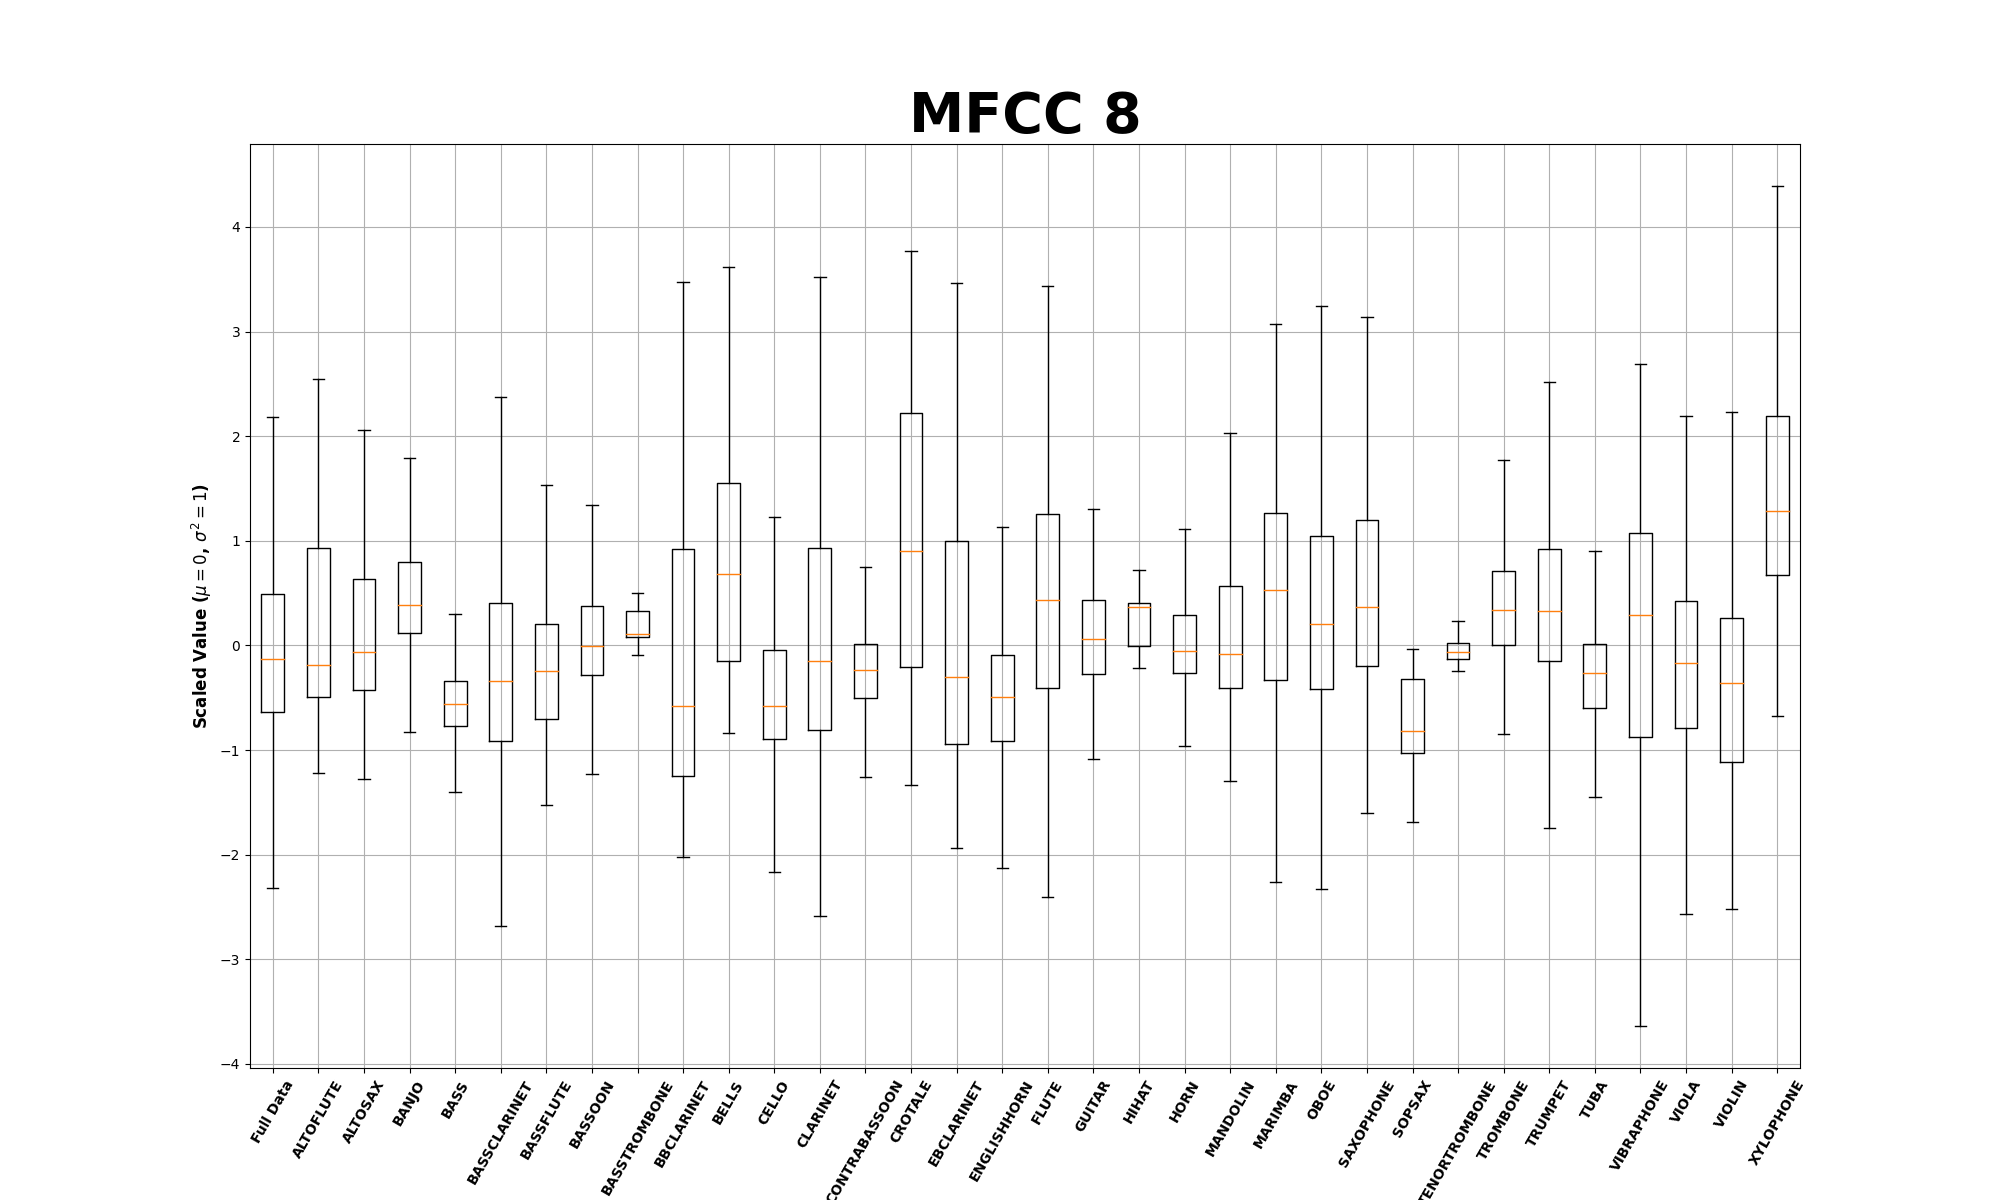 MFCC 8
Scaled Value (μ = 0, σ² = 1)
4
3
2
1
0
−1
−2
−3
−4
Full Data
ALTOFLUTE
ALTOSAX
BANJO
BASS
BASSCLARINET
BASSFLUTE
BASSOON
BASSTROMBONE
BBCLARINET
BELLS
CELLO
CLARINET
CONTRABASSOON
CROTALE
EBCLARINET
ENGLISHHORN
FLUTE
GUITAR
HIHAT
HORN
MANDOLIN
MARIMBA
OBOE
SAXOPHONE
SOPSAX
TENORTROMBONE
TROMBONE
TRUMPET
TUBA
VIBRAPHONE
VIOLA
VIOLIN
XYLOPHONE